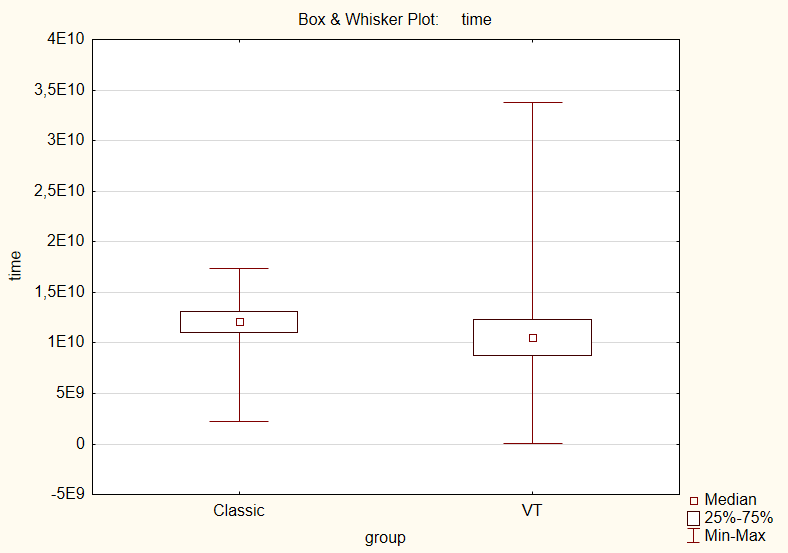 Box & Whisker Plot: time
4E10
3,5E10
3E10
2,5E10
2E10
1,5E10
1E10
5E9
0
-5E9
time
Classic
VT
group
Median
25%-75%
Min-Max